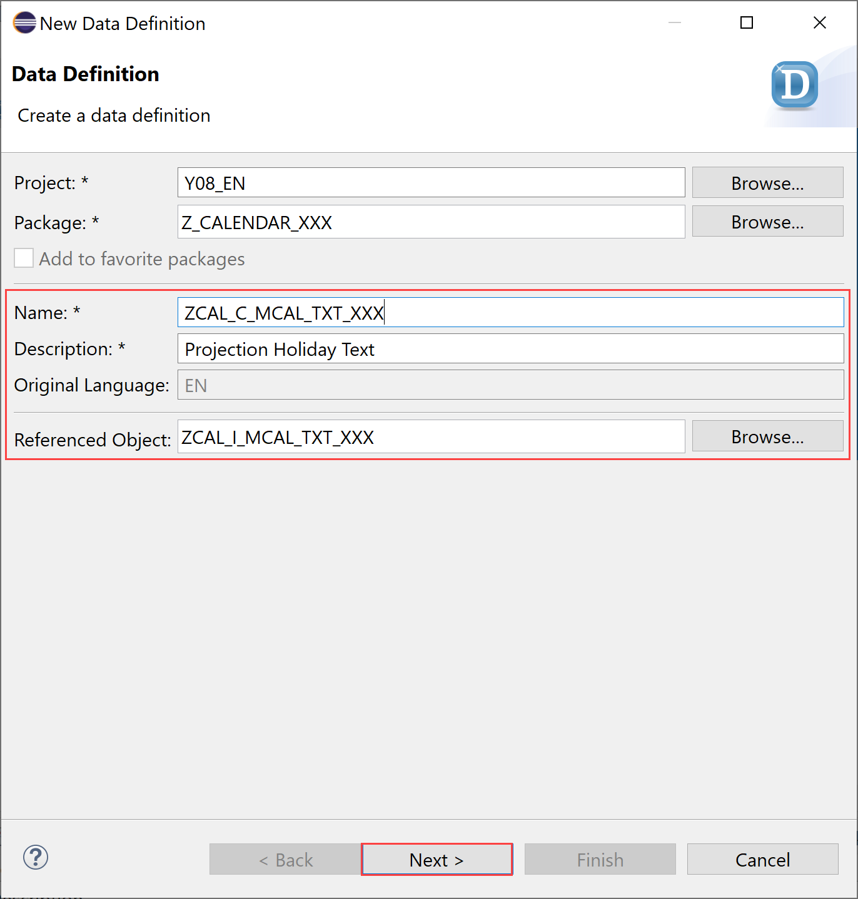 New Data Definition
Data Definition
D
Create a data definition
Project: * Y08_EN Browse...
Package: * Z_CALENDAR_XXX Browse...
Add to favorite packages
Name: * ZCAL_C_MCAL_TXT_XXX
Description: * Projection Holiday Text
Original Language: EN
Referenced Object: ZCAL_I_MCAL_TXT_XXX Browse...
? < Back Next > Finish Cancel